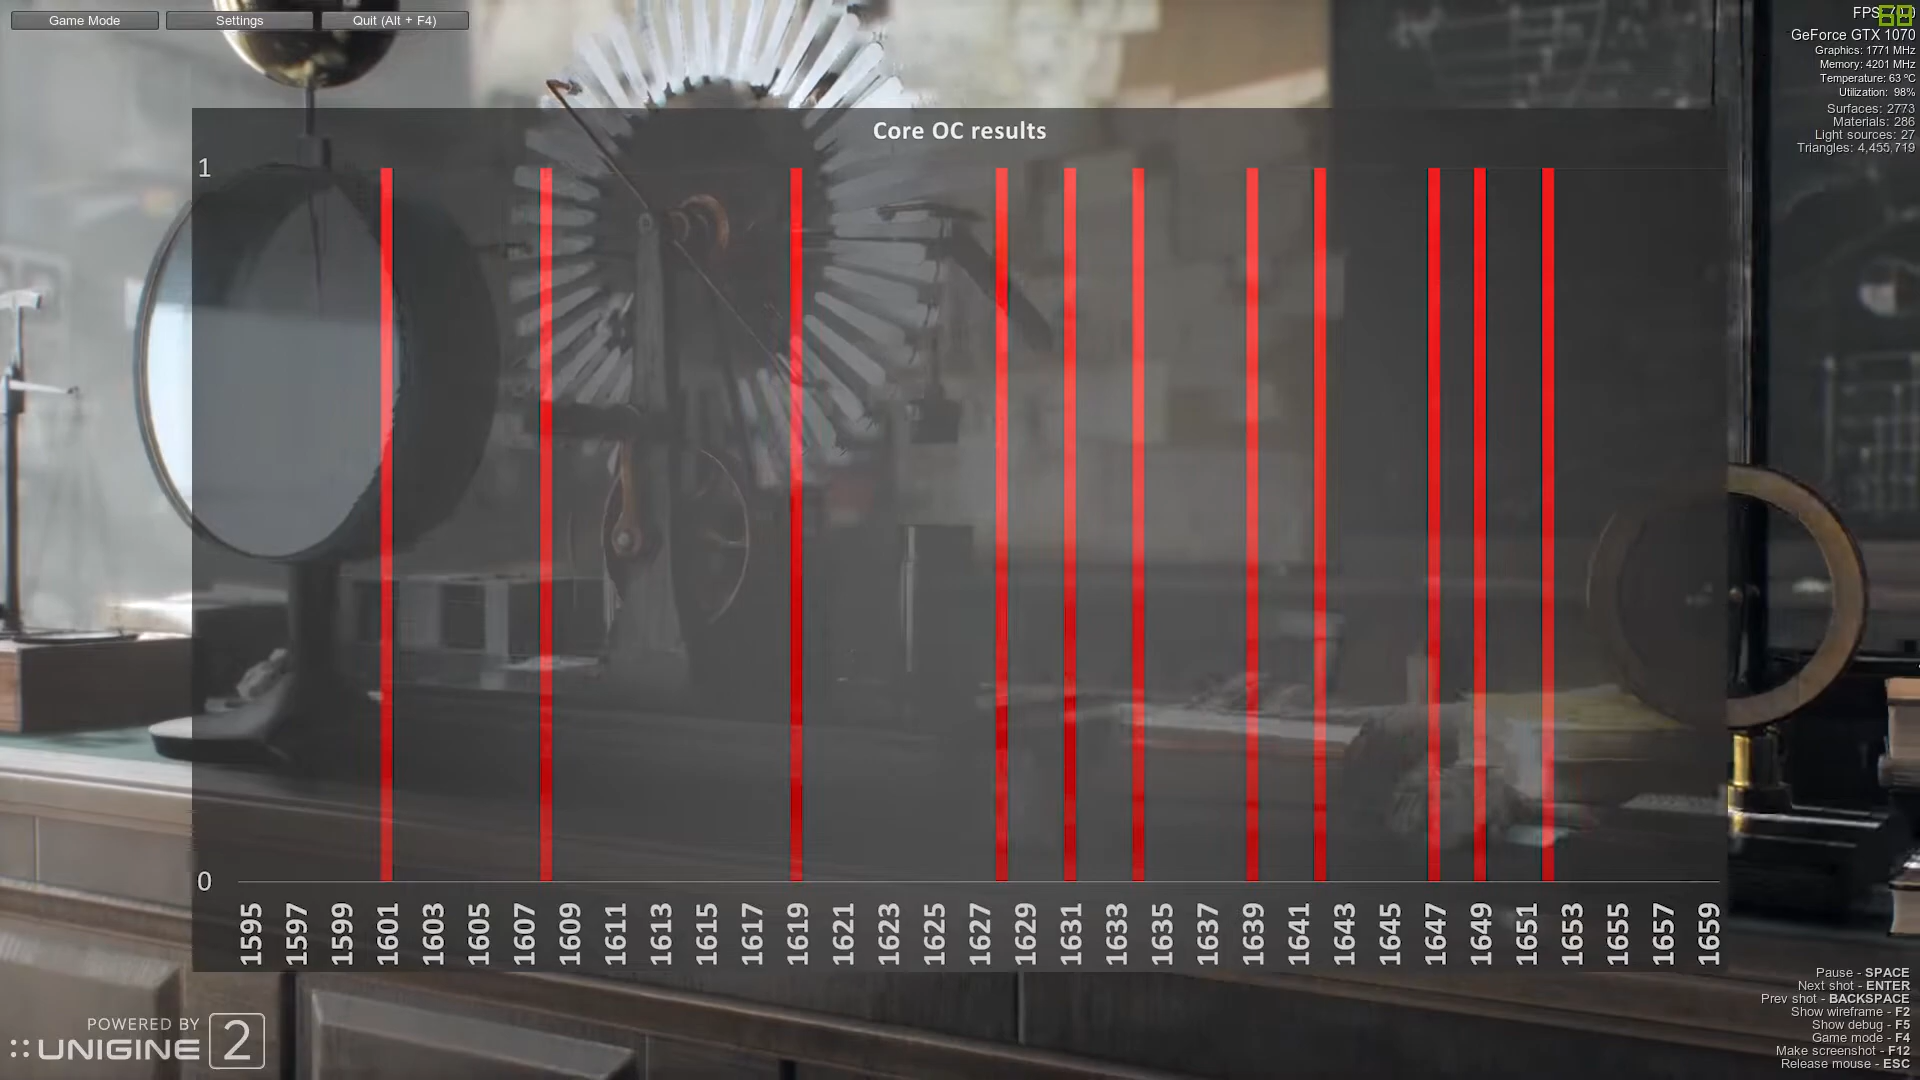 Game Mode Settings Quit (Alt + F4)
GeForce GTX 1070
Graphics: 1771 MHz
Memory: 4201 MHz
Temperature: 63 °C
Utilization: 98%
Surfaces: 2773
Materials: 286
Light sources: 27
Triangles: 4,455,719
FPS:
68
Core OC results
1
0
1595 1597 1599 1601 1603 1605 1607 1609 1611 1613 1615 1617 1619 1621 1623 1625 1627 1629 1631 1633 1635 1637 1639 1641 1643 1645 1647 1649 1651 1653 1655 1657 1659
Pause - SPACE
Next shot - ENTER
Prev shot - BACKSPACE
Show wireframe - F2
Show debug - F5
Game mode - F4
Make screenshot - F12
Release mouse - ESC
POWERED BY
UNIGINE 2